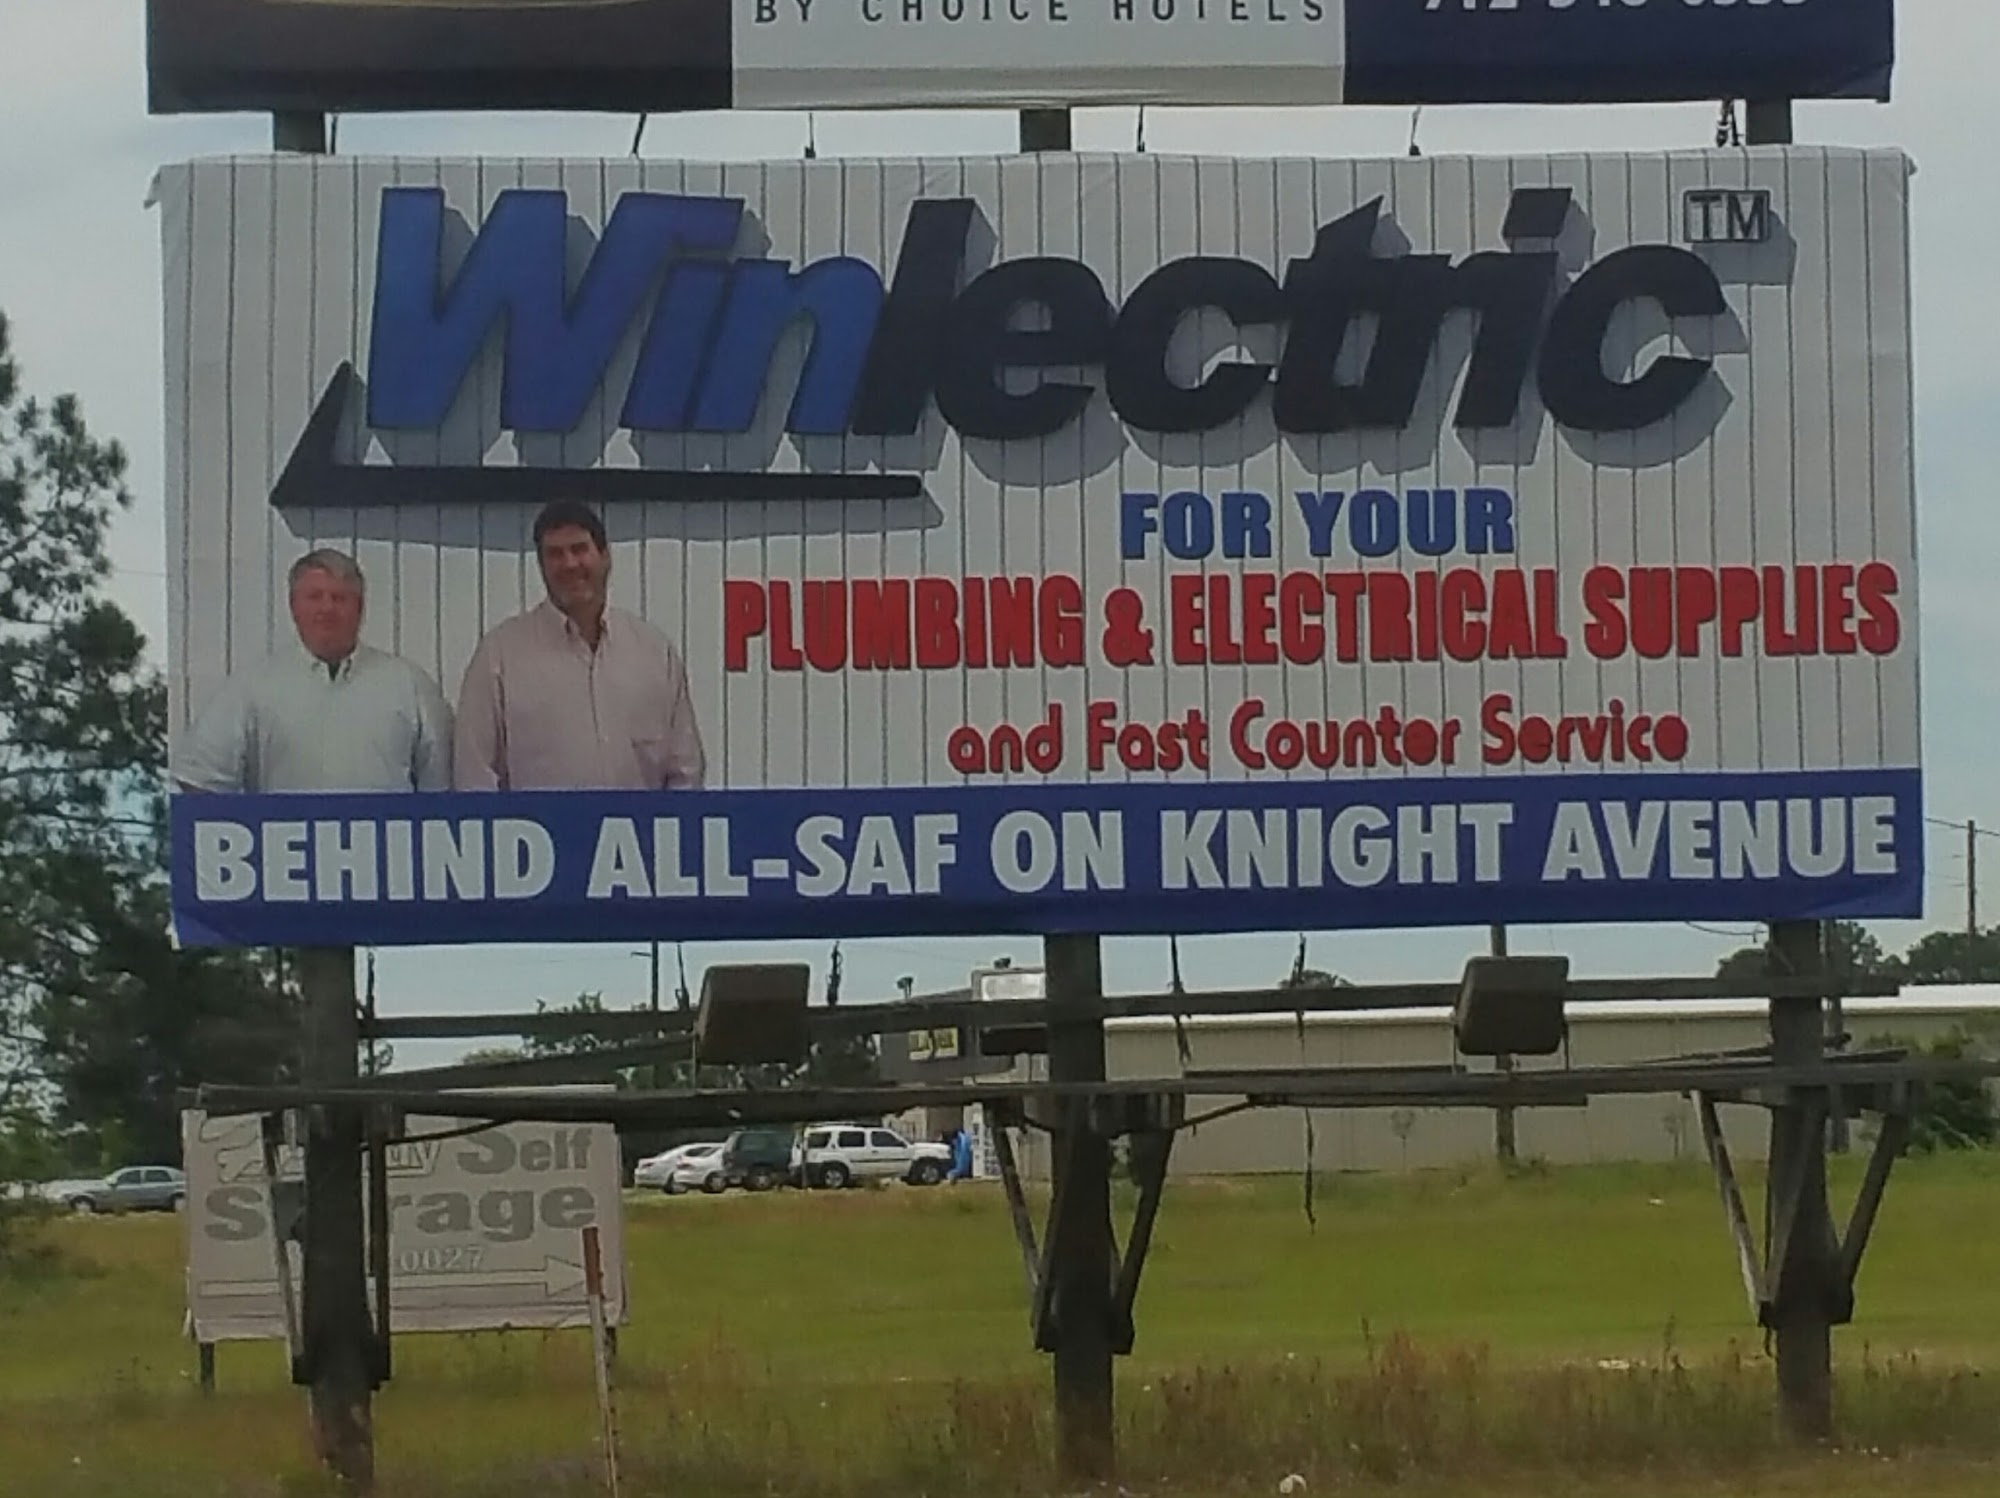 BY CHOICE HOTELS
Winlectric TM
FOR YOUR
PLUMBING & ELECTRICAL SUPPLIES
and Fast Counter Service
BEHIND ALL-SAF ON KNIGHT AVENUE
Self
0027